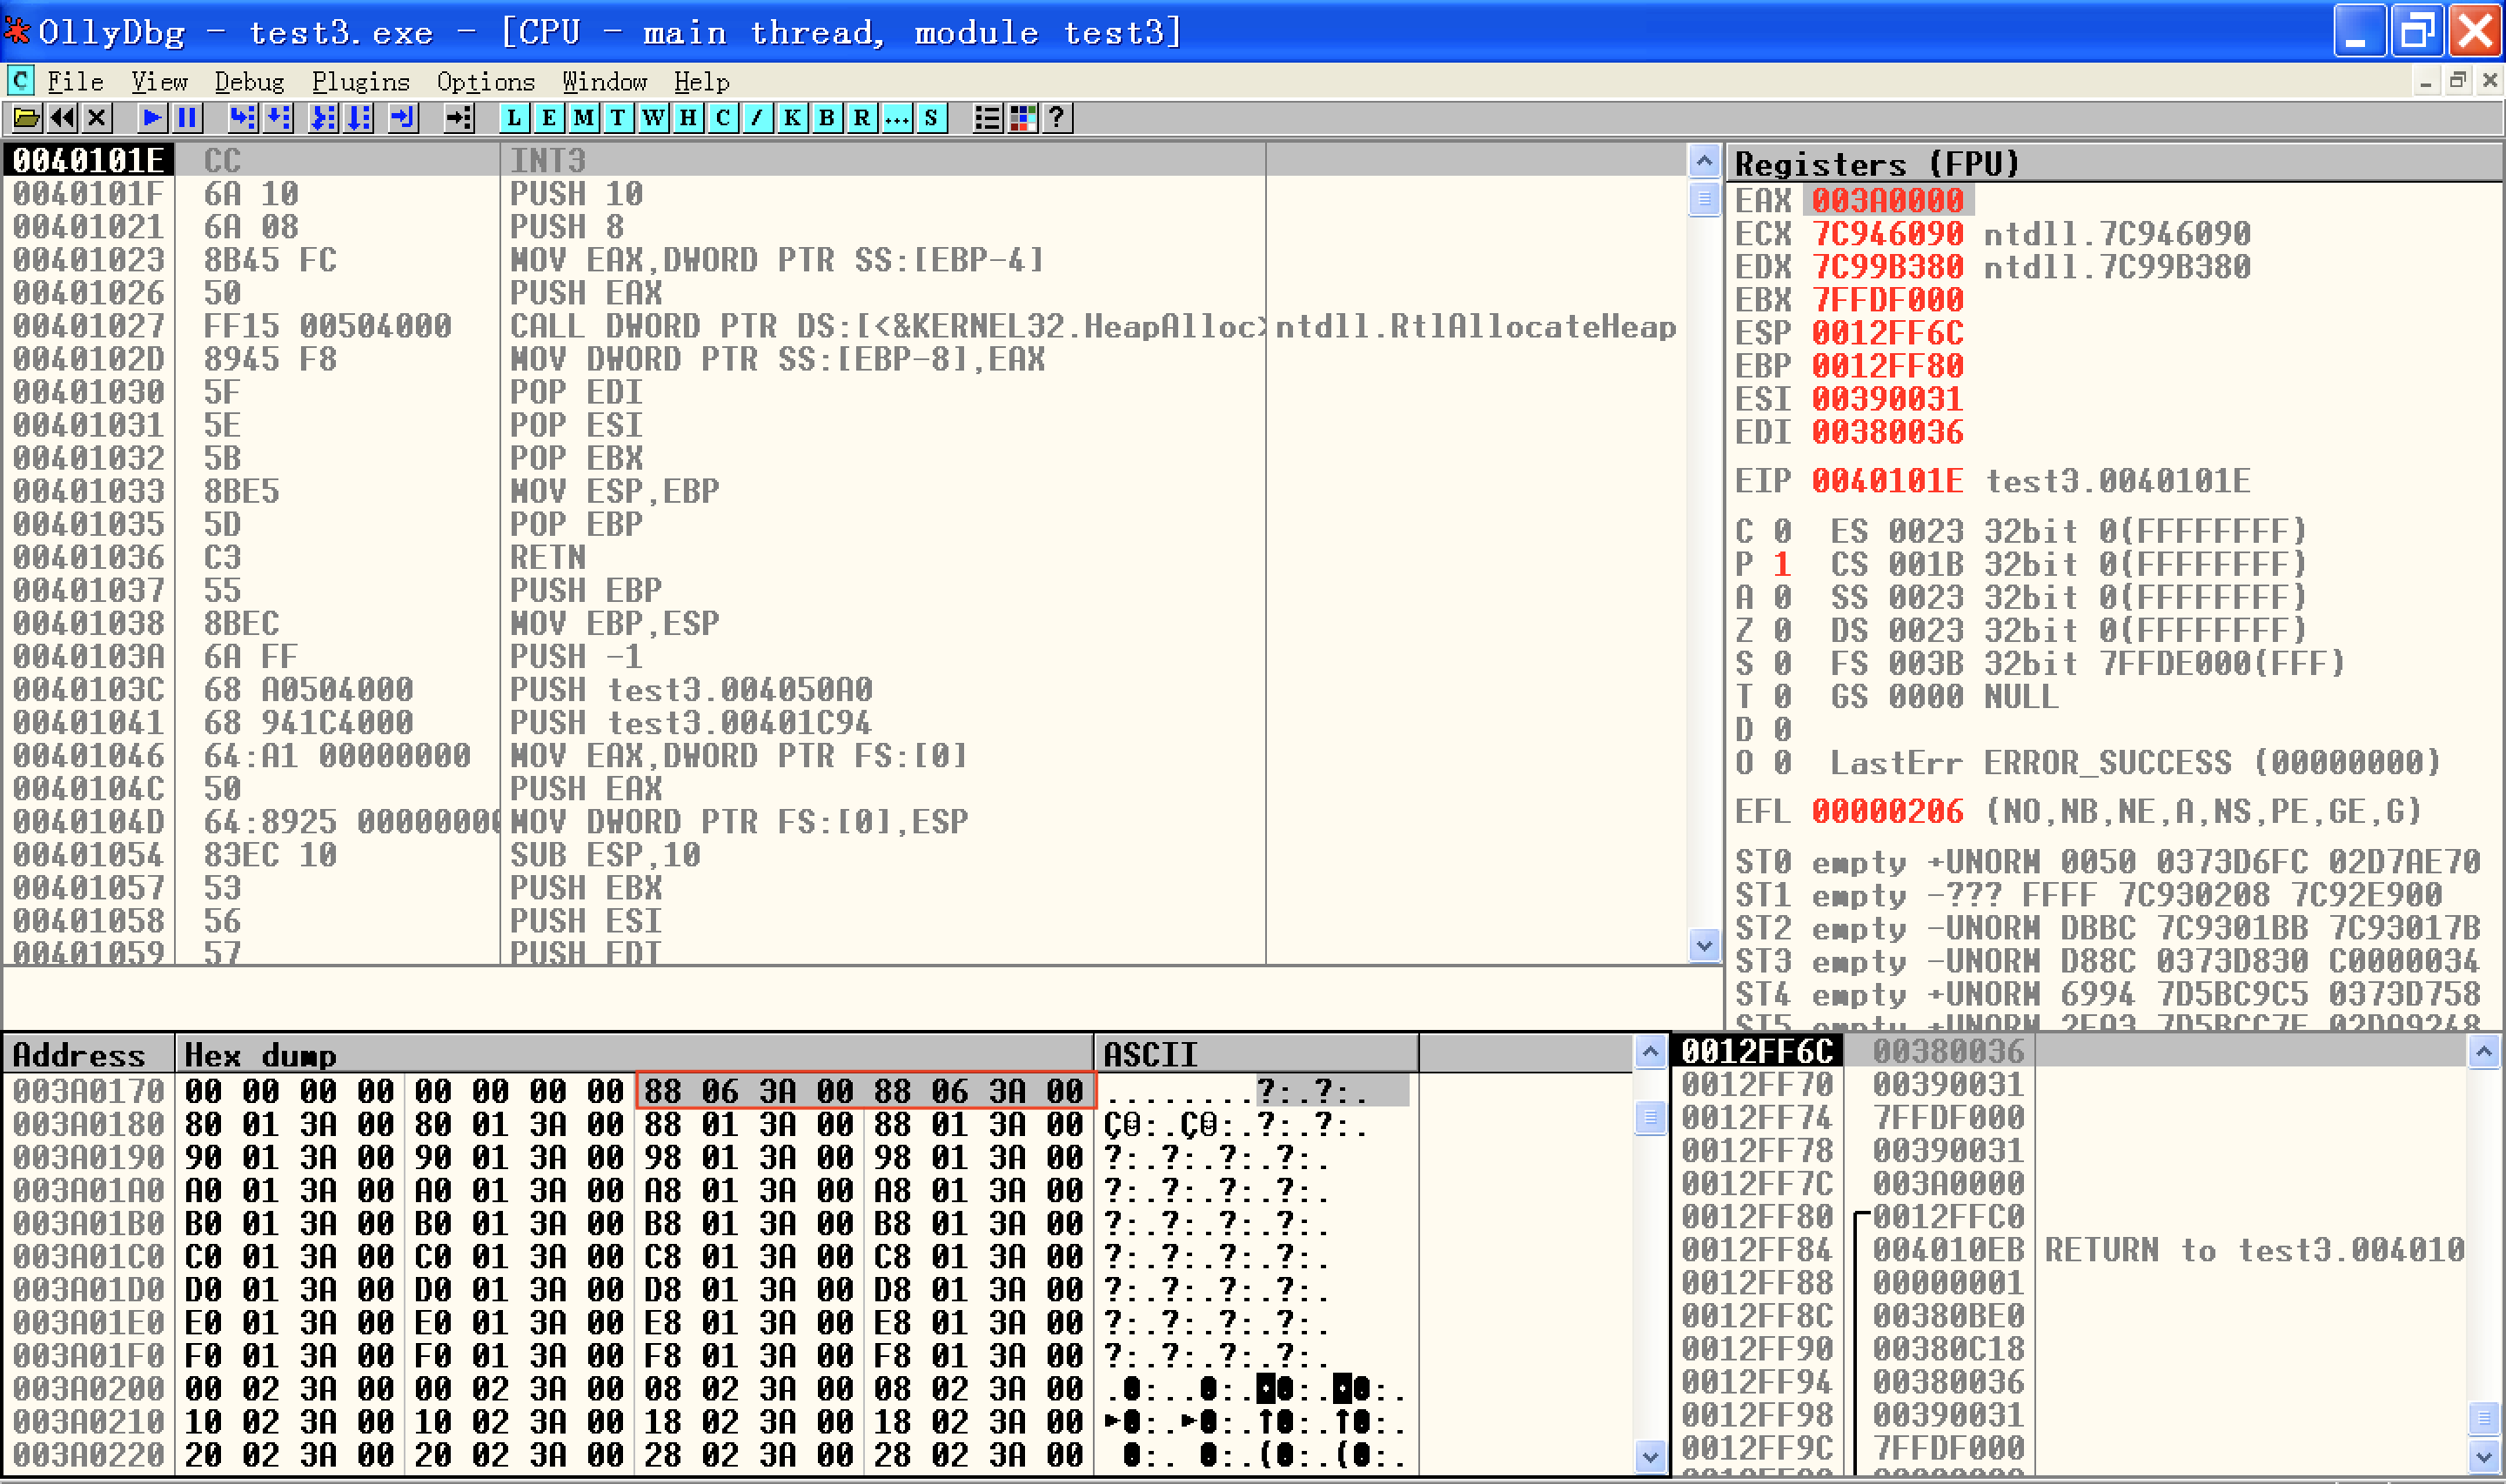 OllyDbg - test3.exe - [CPU - main thread, module test3]
C File View Debug Plugins Options Window Help
L E M T W H C / K B R ... S ?
0040101E CC INT3
0040101F 6A 10 PUSH 10
00401021 6A 08 PUSH 8
00401023 8B45 FC MOV EAX,DWORD PTR SS:[EBP-4]
00401026 50 PUSH EAX
00401027 FF15 00504000 CALL DWORD PTR DS:[<&KERNEL32.HeapAlloc> ntdll.RtlAllocateHeap
0040102D 8945 F8 MOV DWORD PTR SS:[EBP-8],EAX
00401030 5F POP EDI
00401031 5E POP ESI
00401032 5B POP EBX
00401033 8BE5 MOV ESP,EBP
00401035 5D POP EBP
00401036 C3 RETN
00401037 55 PUSH EBP
00401038 8BEC MOV EBP,ESP
0040103A 6A FF PUSH -1
0040103C 68 A0504000 PUSH test3.004050A0
00401041 68 941C4000 PUSH test3.00401C94
00401046 64:A1 00000000 MOV EAX,DWORD PTR FS:[0]
0040104C 50 PUSH EAX
0040104D 64:8925 0000000 MOV DWORD PTR FS:[0],ESP
00401054 83EC 10 SUB ESP,10
00401057 53 PUSH EBX
00401058 56 PUSH ESI
00401059 57 PUSH EDI
Registers (FPU)
EAX 003A0000
ECX 7C946090 ntdll.7C946090
EDX 7C99B380 ntdll.7C99B380
EBX 7FFDF000
ESP 0012FF6C
EBP 0012FF80
ESI 00390031
EDI 00380036
EIP 0040101E test3.0040101E
C 0 ES 0023 32bit 0(FFFFFFFF)
P 1 CS 001B 32bit 0(FFFFFFFF)
A 0 SS 0023 32bit 0(FFFFFFFF)
Z 0 DS 0023 32bit 0(FFFFFFFF)
S 0 FS 003B 32bit 7FFDE000(FFF)
T 0 GS 0000 NULL
D 0
O 0 LastErr ERROR_SUCCESS (00000000)
EFL 00000206 (NO,NB,NE,A,NS,PE,GE,G)
ST0 empty +UNORM 0050 0373D6FC 02D7AE70
ST1 empty -??? FFFF 7C930208 7C92E900
ST2 empty -UNORM DBBC 7C9301BB 7C93017B
ST3 empty -UNORM D88C 0373D830 C0000034
ST4 empty +UNORM 6994 7D5BC9C5 0373D758
ST5 empty +UNORM 2EA3 7D5BCC7E 02DA9248
Address Hex dump ASCII
003A0170 00 00 00 00 00 00 00 00 88 06 3A 00 88 06 3A 00 ........?:.?:.
003A0180 80 01 3A 00 80 01 3A 00 88 01 3A 00 88 01 3A 00 Ç☺:.Ç☺:.?:.?:.
003A0190 90 01 3A 00 90 01 3A 00 98 01 3A 00 98 01 3A 00 ?:.?:.?:.?:.
003A01A0 A0 01 3A 00 A0 01 3A 00 A8 01 3A 00 A8 01 3A 00 ?:.?:.?:.?:.
003A01B0 B0 01 3A 00 B0 01 3A 00 B8 01 3A 00 B8 01 3A 00 ?:.?:.?:.?:.
003A01C0 C0 01 3A 00 C0 01 3A 00 C8 01 3A 00 C8 01 3A 00 ?:.?:.?:.?:.
003A01D0 D0 01 3A 00 D0 01 3A 00 D8 01 3A 00 D8 01 3A 00 ?:.?:.?:.?:.
003A01E0 E0 01 3A 00 E0 01 3A 00 E8 01 3A 00 E8 01 3A 00 ?:.?:.?:.?:.
003A01F0 F0 01 3A 00 F0 01 3A 00 F8 01 3A 00 F8 01 3A 00 ?:.?:.?:.?:.
003A0200 00 02 3A 00 00 02 3A 00 08 02 3A 00 08 02 3A 00 .☻:..☻:.◘☻:.◘☻:.
003A0210 10 02 3A 00 10 02 3A 00 18 02 3A 00 18 02 3A 00 ►☻:.►☻:.↑☻:.↑☻:.
003A0220 20 02 3A 00 20 02 3A 00 28 02 3A 00 28 02 3A 00 ☻:. ☻:.(☻:.(☻:.
0012FF6C 00380036
0012FF70 00390031
0012FF74 7FFDF000
0012FF78 00390031
0012FF7C 003A0000
0012FF80 0012FFC0
0012FF84 004010EB RETURN to test3.004010
0012FF88 00000001
0012FF8C 00380BE0
0012FF90 00380C18
0012FF94 00380036
0012FF98 00390031
0012FF9C 7FFDF000